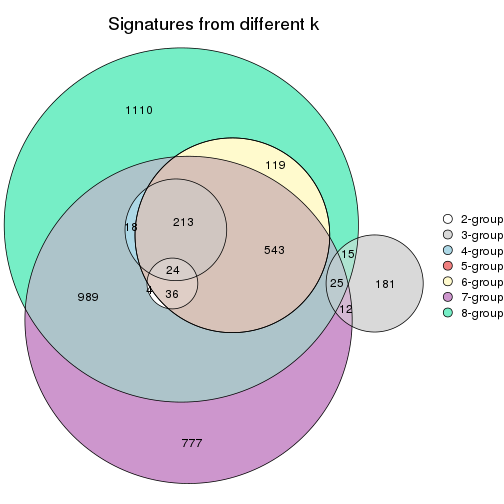 Signatures from different k
1110
119
18
213
543
15
24
25
181
4
36
989
12
777
2-group
3-group
4-group
5-group
6-group
7-group
8-group